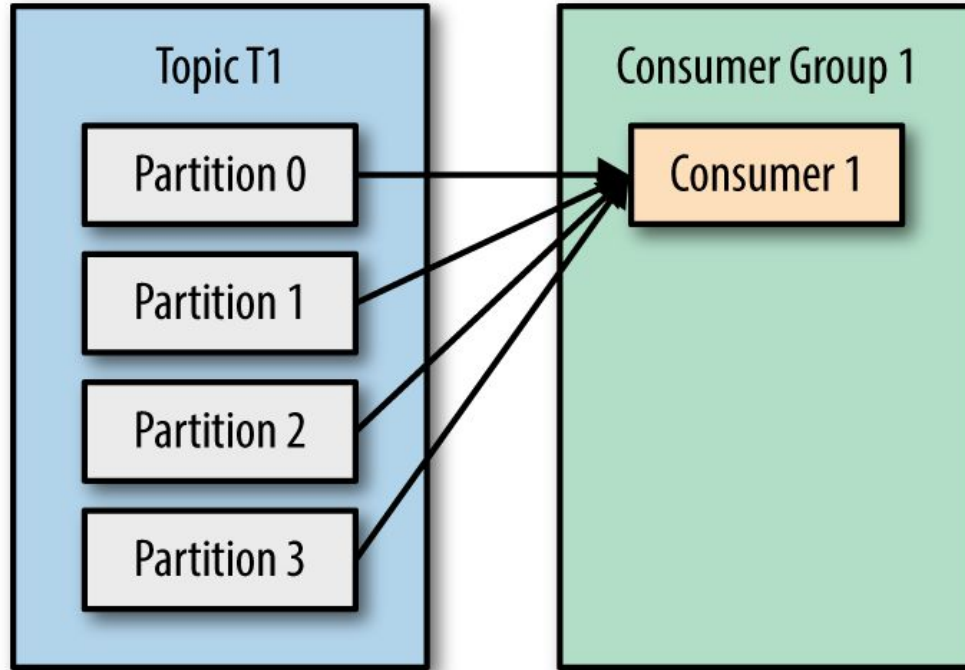 Topic T1
Partition 0
Partition 1
Partition 2
Partition 3
Consumer Group 1
Consumer 1